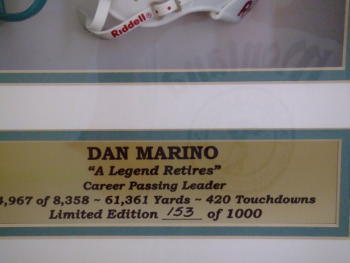 Riddell
DAN MARINO
"A Legend Retires"
Career Passing Leader
4,967 of 8,358 ~ 61,361 Yards ~ 420 Touchdowns
Limited Edition 153 of 1000